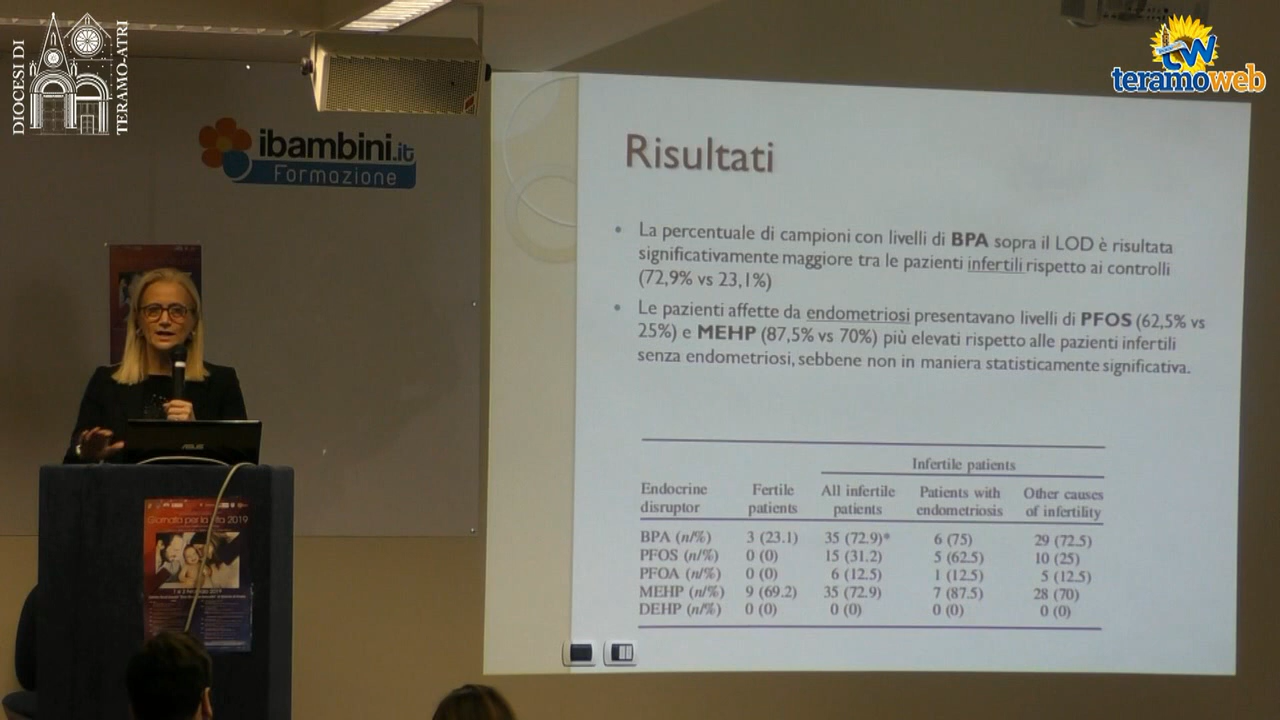 DIOCESI DI
TERAMO-ATRI
tw
teramoweb
ibambini.it
Formazione
Risultati
• La percentuale di campioni con livelli di BPA sopra il LOD è risultata
significativamente maggiore tra le pazienti infertili rispetto ai controlli
(72,9% vs 23,1%)
• Le pazienti affette da endometriosi presentavano livelli di PFOS (62,5% vs
25%) e MEHP (87,5% vs 70%) più elevati rispetto alle pazienti infertili
senza endometriosi, sebbene non in maniera statisticamente significativa.
Infertile patients
Endocrine disruptor Fertile patients All infertile patients Patients with endometriosis Other causes of infertility
BPA (n/%) 3 (23.1) 35 (72.9)* 6 (75) 29 (72.5)
PFOS (n/%) 0 (0) 15 (31.2) 5 (62.5) 10 (25)
PFOA (n/%) 0 (0) 6 (12.5) 1 (12.5) 5 (12.5)
MEHP (n/%) 9 (69.2) 35 (72.9) 7 (87.5) 28 (70)
DEHP (n/%) 0 (0) 0 (0) 0 (0) 0 (0)
ASUS
Giornata per la vita 2019